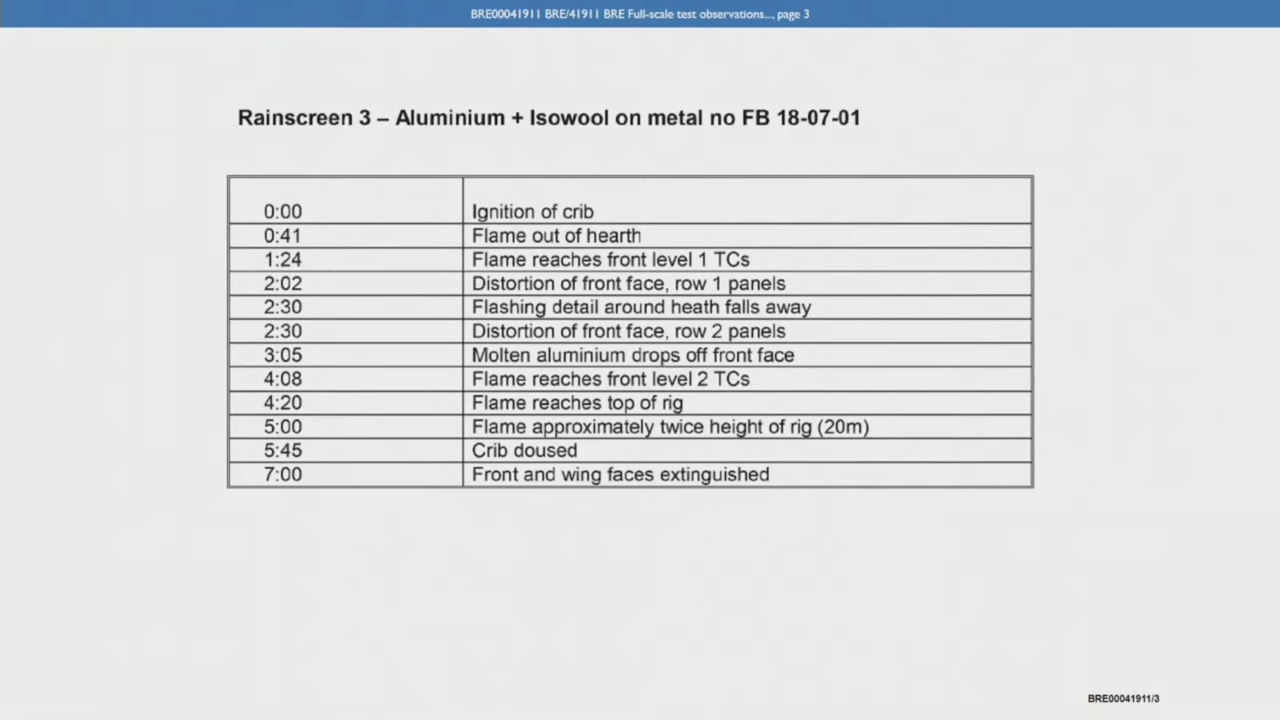 BRE00041911 BRE/41911 BRE Full-scale test observations..., page 3
Rainscreen 3 – Aluminium + Isowool on metal no FB 18-07-01
0:00 Ignition of crib
0:41 Flame out of hearth
1:24 Flame reaches front level 1 TCs
2:02 Distortion of front face, row 1 panels
2:30 Flashing detail around heath falls away
2:30 Distortion of front face, row 2 panels
3:05 Molten aluminium drops off front face
4:08 Flame reaches front level 2 TCs
4:20 Flame reaches top of rig
5:00 Flame approximately twice height of rig (20m)
5:45 Crib doused
7:00 Front and wing faces extinguished
BRE00041911/3